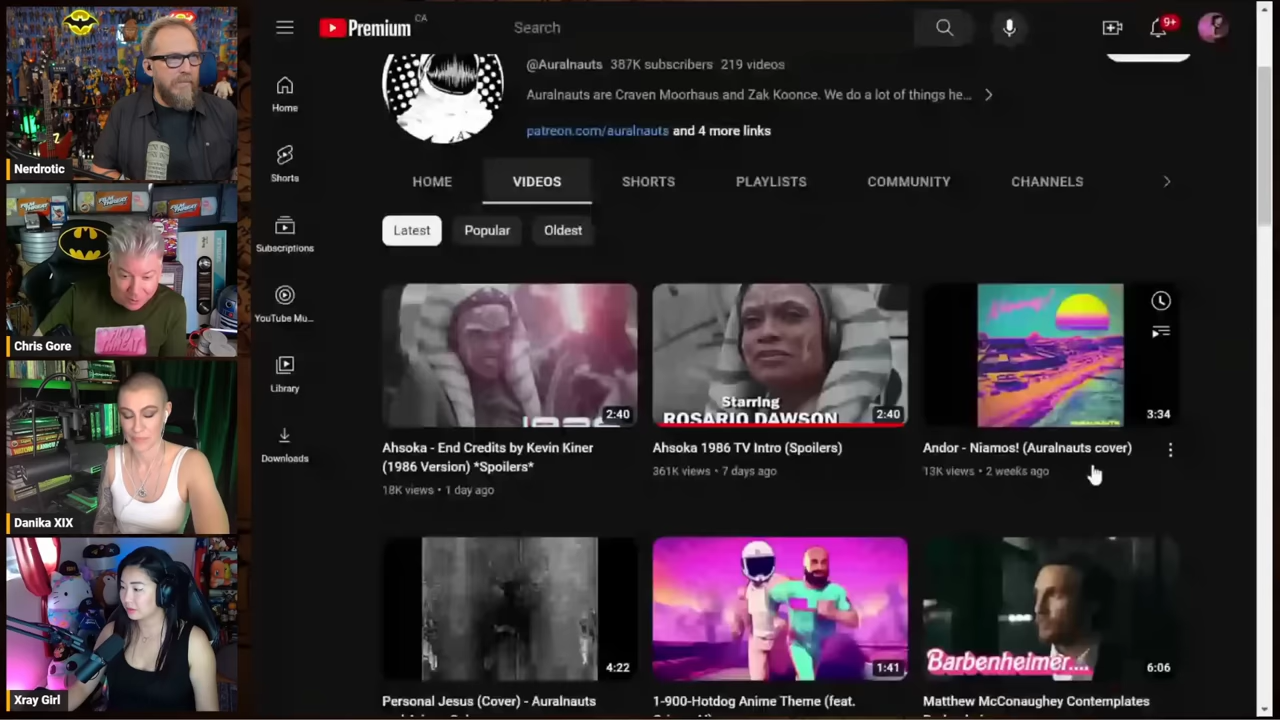 Nerdrotic
Chris Gore
Danika XIX
Xray Girl
Premium CA
Search
9+
Home
Shorts
Subscriptions
YouTube Mu...
Library
Downloads
@Auralnauts 387K subscribers 219 videos
Auralnauts are Craven Moorhaus and Zak Koonce. We do a lot of things he...
patreon.com/auralnauts and 4 more links
HOME VIDEOS SHORTS PLAYLISTS COMMUNITY CHANNELS
Latest Popular Oldest
2:40
Starring
ROSARIO DAWSON
2:40
3:34
Ahsoka - End Credits by Kevin Kiner
(1986 Version) *Spoilers*
18K views • 1 day ago
Ahsoka 1986 TV Intro (Spoilers)
361K views • 7 days ago
Andor - Niamos! (Auralnauts cover)
13K views • 2 weeks ago
4:22
1:41
Barbenheimer....
6:06
Personal Jesus (Cover) - Auralnauts
1-900-Hotdog Anime Theme (feat.
Matthew McConaughey Contemplates